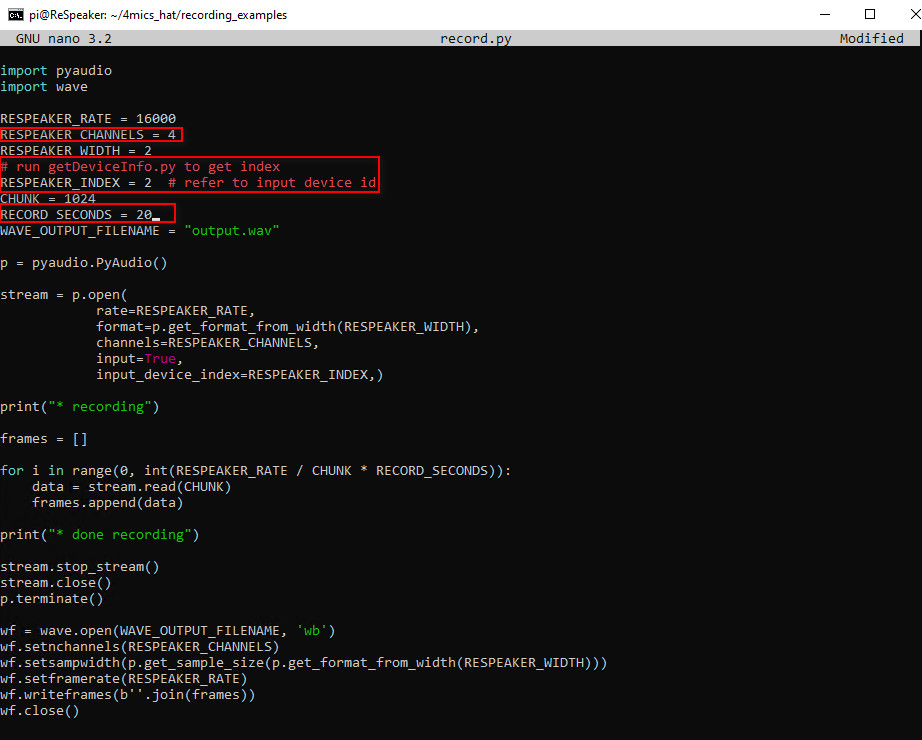 pi@ReSpeaker: ~/4mics_hat/recording_examples
GNU nano 3.2 record.py Modified
import pyaudio
import wave
RESPEAKER_RATE = 16000
RESPEAKER_CHANNELS = 4
RESPEAKER_WIDTH = 2
# run getDeviceInfo.py to get index
RESPEAKER_INDEX = 2  # refer to input device id
CHUNK = 1024
RECORD_SECONDS = 20
WAVE_OUTPUT_FILENAME = "output.wav"
p = pyaudio.PyAudio()
stream = p.open(
            rate=RESPEAKER_RATE,
            format=p.get_format_from_width(RESPEAKER_WIDTH),
            channels=RESPEAKER_CHANNELS,
            input=True,
            input_device_index=RESPEAKER_INDEX,)
print("* recording")
frames = []
for i in range(0, int(RESPEAKER_RATE / CHUNK * RECORD_SECONDS)):
    data = stream.read(CHUNK)
    frames.append(data)
print("* done recording")
stream.stop_stream()
stream.close()
p.terminate()
wf = wave.open(WAVE_OUTPUT_FILENAME, 'wb')
wf.setnchannels(RESPEAKER_CHANNELS)
wf.setsampwidth(p.get_sample_size(p.get_format_from_width(RESPEAKER_WIDTH)))
wf.setframerate(RESPEAKER_RATE)
wf.writeframes(b''.join(frames))
wf.close()